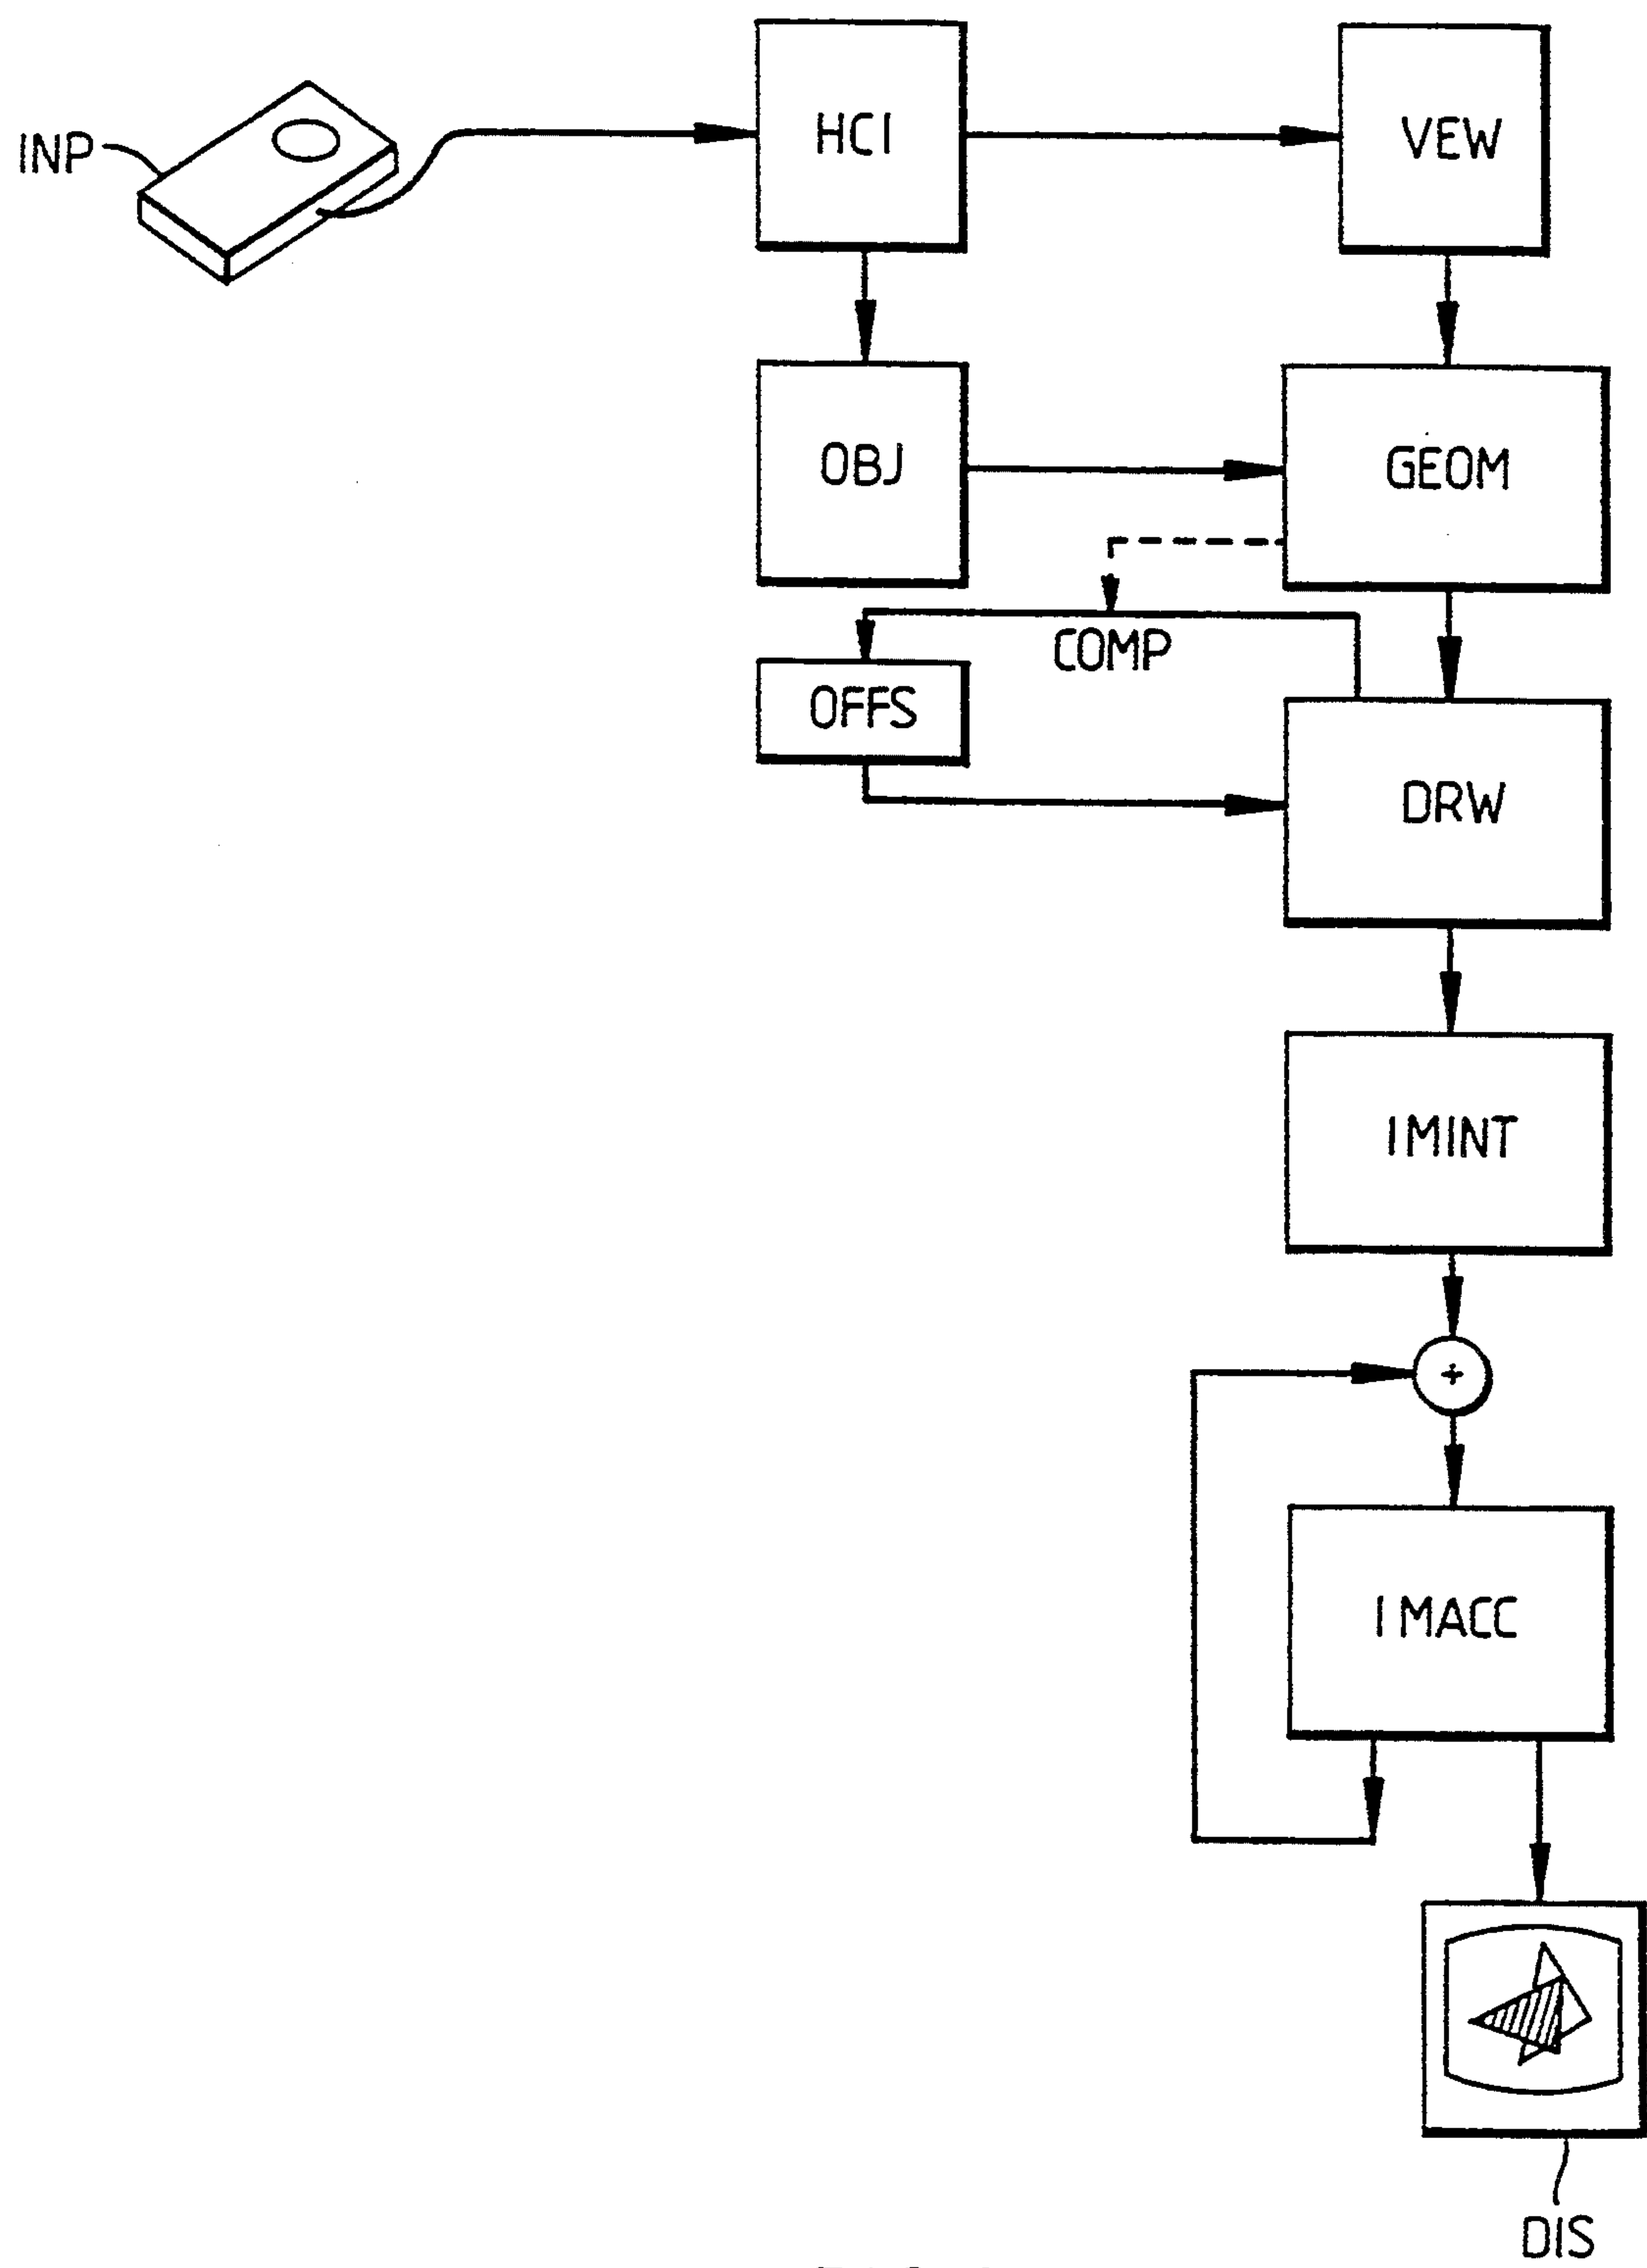 INP
HCI
VEW
OBJ
GEOM
COMP
OFFS
DRW
IMINT
+
IMACC
DIS